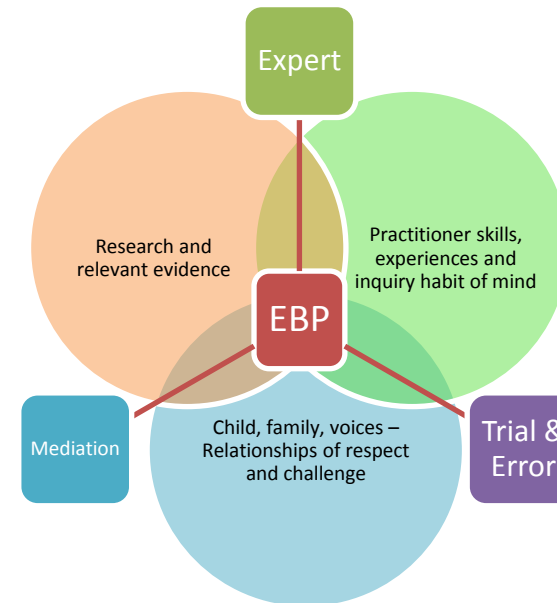 Expert
Research and
relevant evidence
Practitioner skills,
experiences and
inquiry habit of mind
EBP
Mediation
Child, family, voices –
Relationships of respect
and challenge
Trial &
Error